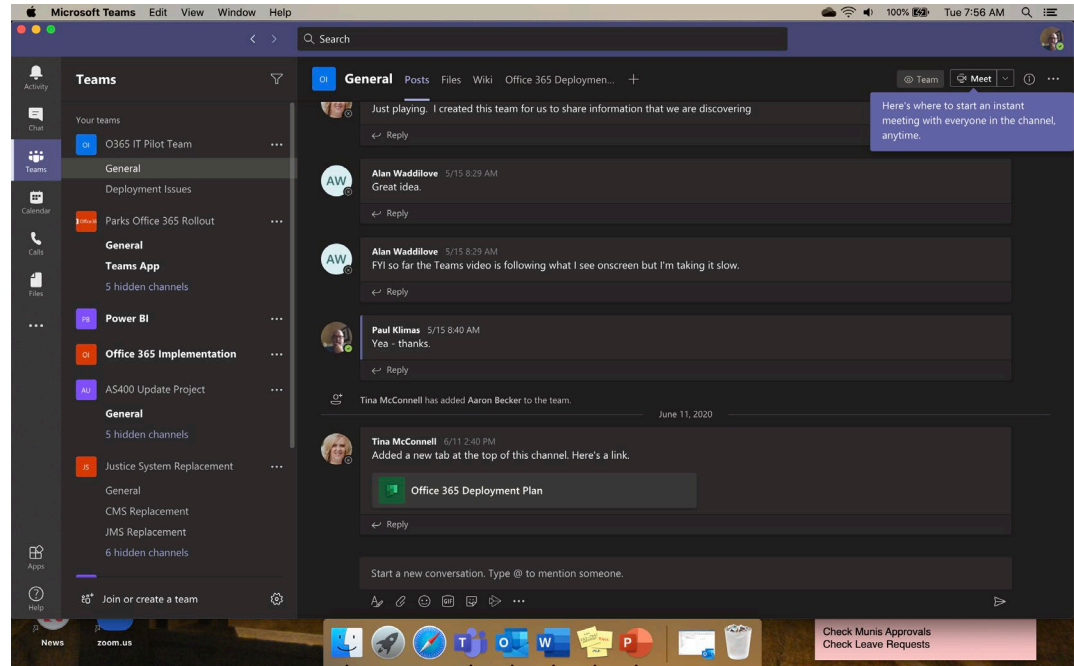 Microsoft Teams Edit View Window Help
100% Tue 7:56 AM
Search
Activity
Chat
Teams
Calendar
Calls
Files
Apps
Help
Teams
Your teams
OI O365 IT Pilot Team
General
Deployment Issues
Parks Office 365 Rollout
General
Teams App
5 hidden channels
PB Power BI
OI Office 365 Implementation
AU AS400 Update Project
General
5 hidden channels
JS Justice System Replacement
General
CMS Replacement
JMS Replacement
6 hidden channels
Join or create a team
OI General Posts Files Wiki Office 365 Deploymen... +
Team Meet
Here's where to start an instant
meeting with everyone in the channel,
anytime.
Just playing. I created this team for us to share information that we are discovering
Reply
AW
Alan Waddilove 5/15 8:29 AM
Great idea.
Reply
AW
Alan Waddilove 5/15 8:29 AM
FYI so far the Teams video is following what I see onscreen but I'm taking it slow.
Reply
Paul Klimas 5/15 8:40 AM
Yea - thanks.
Reply
Tina McConnell has added Aaron Becker to the team.
June 11, 2020
Tina McConnell 6/11 2:40 PM
Added a new tab at the top of this channel. Here's a link.
Office 365 Deployment Plan
Reply
Start a new conversation. Type @ to mention someone.
GIF
News zoom.us
Check Munis Approvals
Check Leave Requests